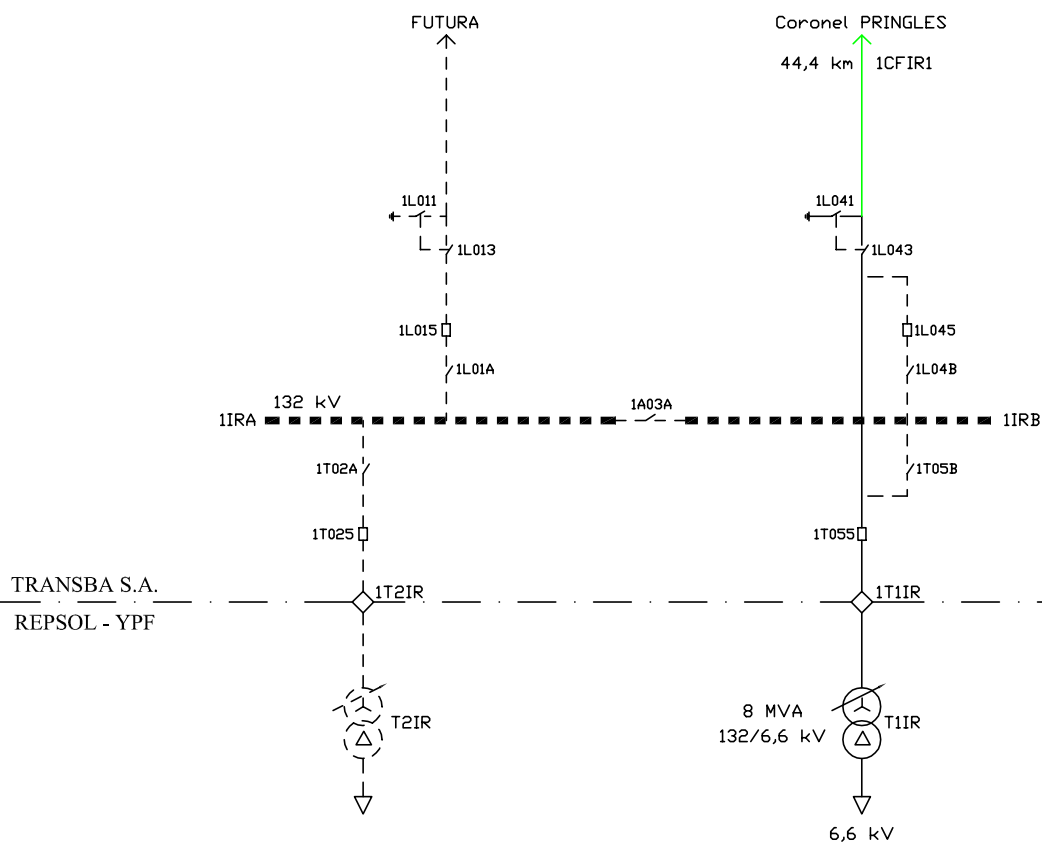 FUTURA
Coronel PRINGLES
44,4 km
1CFIR1
1L011
1L041
1L013
1L043
1L015
1L045
1L01A
1L04B
132 kV
1A03A
1IRA
1IRB
1T02A
1T05B
1T025
1T055
TRANSBA S.A.
1T2IR
1T1IR
REPSOL - YPF
8 MVA
T2IR
T1IR
132/6,6 kV
6,6 kV